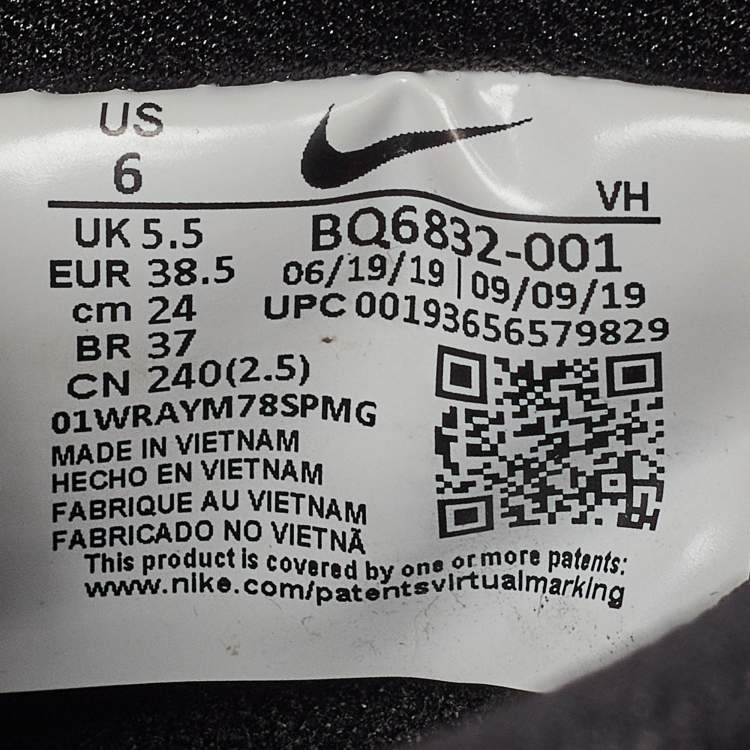 US
6
VH
UK 5.5
EUR 38.5
cm 24
BR 37
CN 240(2.5)
BQ6832-001
06/19/19 | 09/09/19
UPC 00193656579829
01WRAYM78SPMG
MADE IN VIETNAM
HECHO EN VIETNAM
FABRIQUE AU VIETNAM
FABRICADO NO VIETNÃ
This product is covered by one or more patents:
www.nike.com/patentsvirtualmarking